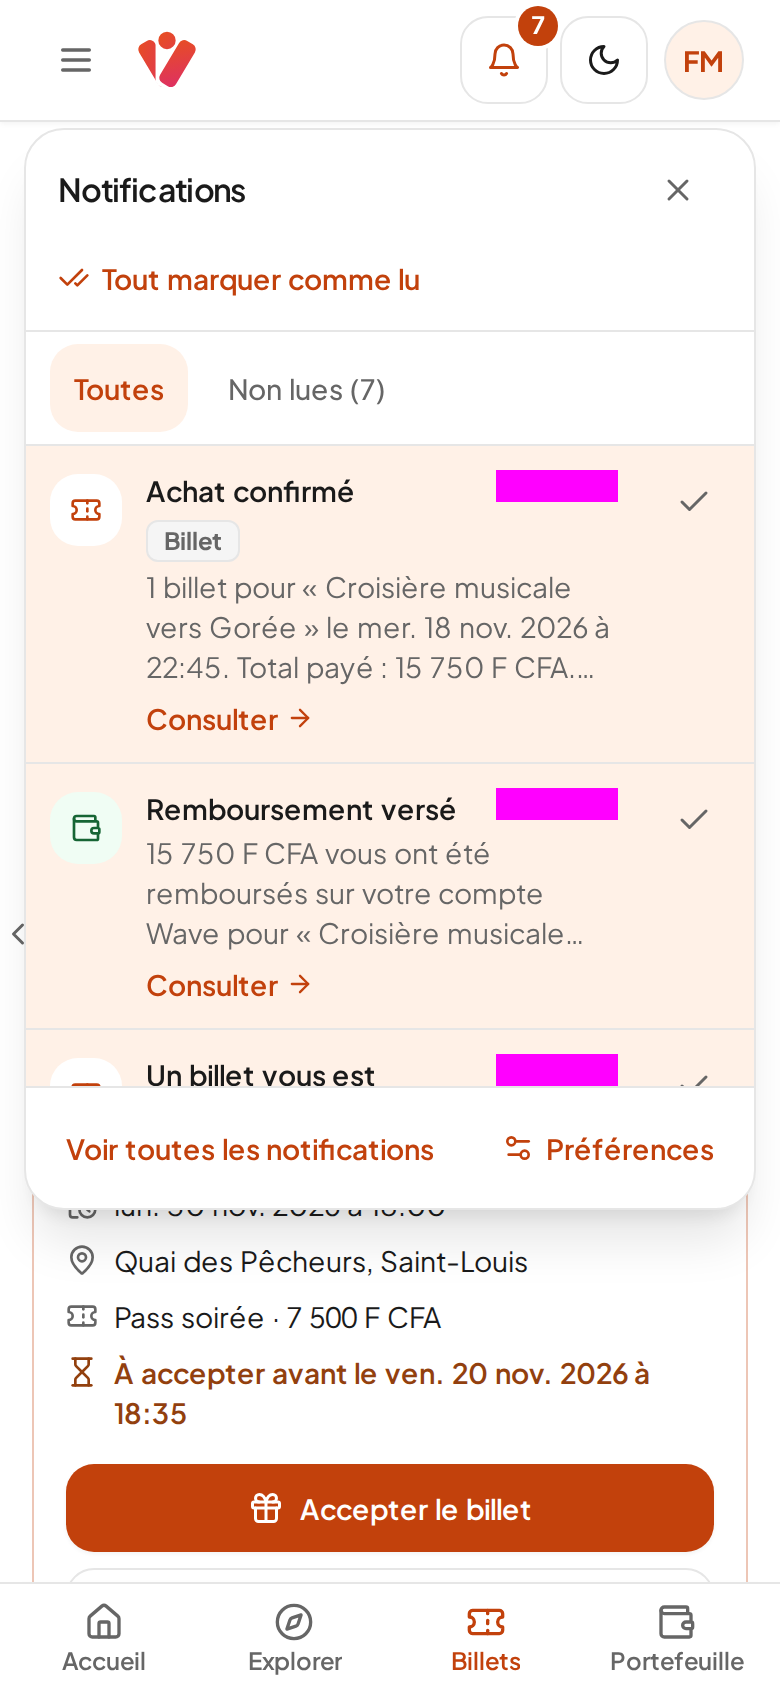 7
FM
Notifications
Tout marquer comme lu
Toutes
Non lues (7)
Achat confirmé
Billet
1 billet pour « Croisière musicale
vers Gorée » le mer. 18 nov. 2026 à
22:45. Total payé : 15 750 F CFA.…
Consulter
Remboursement versé
15 750 F CFA vous ont été
remboursés sur votre compte
Wave pour « Croisière musicale…
Consulter
Un billet vous est
Voir toutes les notifications
Préférences
Quai des Pêcheurs, Saint-Louis
Pass soirée · 7 500 F CFA
À accepter avant le ven. 20 nov. 2026 à
18:35
Accepter le billet
Accueil
Explorer
Billets
Portefeuille